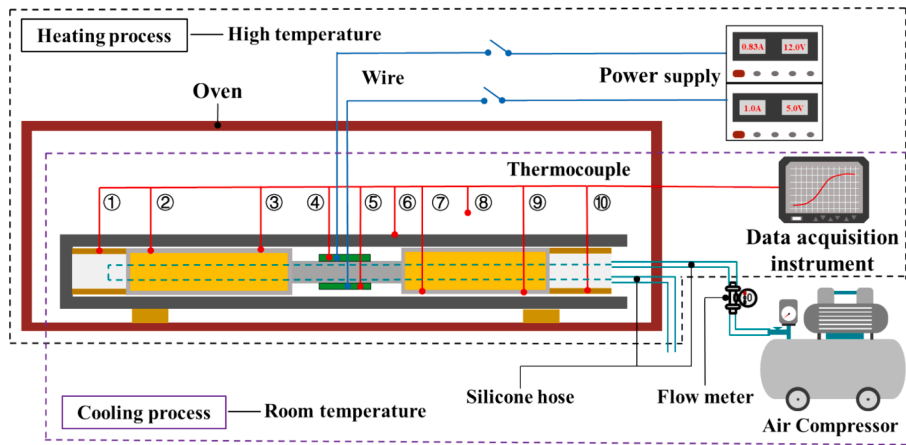 Heating process
High temperature
Wire
Power supply
0.83A 12.0V
1.0A 5.0V
Oven
Thermocouple
① ② ③ ④ ⑤ ⑥ ⑦ ⑧ ⑨ ⑩
Data acquisition
instrument
Silicone hose
Flow meter
Air Compressor
Cooling process
Room temperature